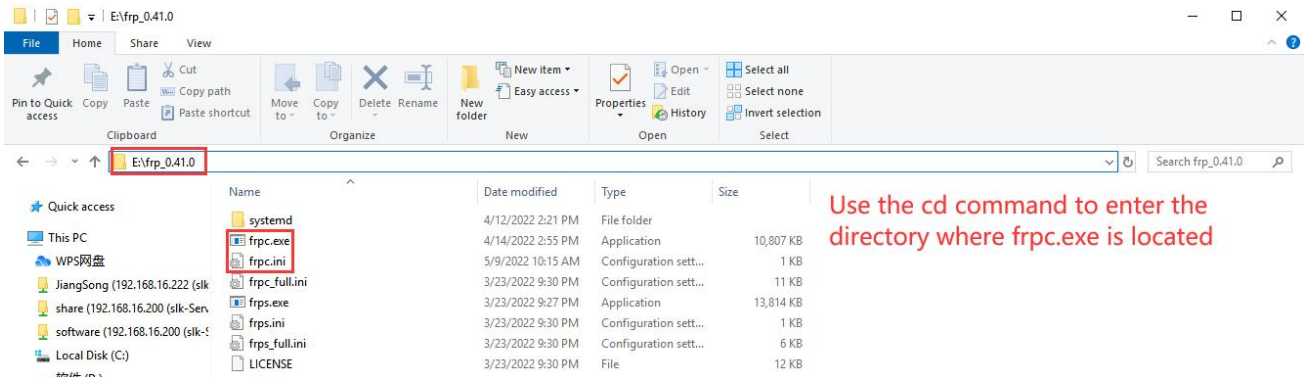 E:\frp_0.41.0
File Home Share View
Pin to Quick access
Copy
Paste
Cut
Copy path
Paste shortcut
Clipboard
Move to
Copy to
Delete
Rename
Organize
New folder
New item
Easy access
New
Properties
Open
Edit
History
Open
Select all
Select none
Invert selection
Select
E:\frp_0.41.0
Search frp_0.41.0
Quick access
This PC
WPS网盘
JiangSong (192.168.16.222 (slk
share (192.168.16.200 (slk-Serv
software (192.168.16.200 (slk-S
Local Disk (C:)
Name Date modified Type Size
systemd 4/12/2022 2:21 PM File folder
frpc.exe 4/14/2022 2:55 PM Application 10,807 KB
frpc.ini 5/9/2022 10:15 AM Configuration sett... 1 KB
frpc_full.ini 3/23/2022 9:30 PM Configuration sett... 11 KB
frps.exe 3/23/2022 9:27 PM Application 13,814 KB
frps.ini 3/23/2022 9:30 PM Configuration sett... 1 KB
frps_full.ini 3/23/2022 9:30 PM Configuration sett... 6 KB
LICENSE 3/23/2022 9:30 PM File 12 KB
Use the cd command to enter the
directory where frpc.exe is located